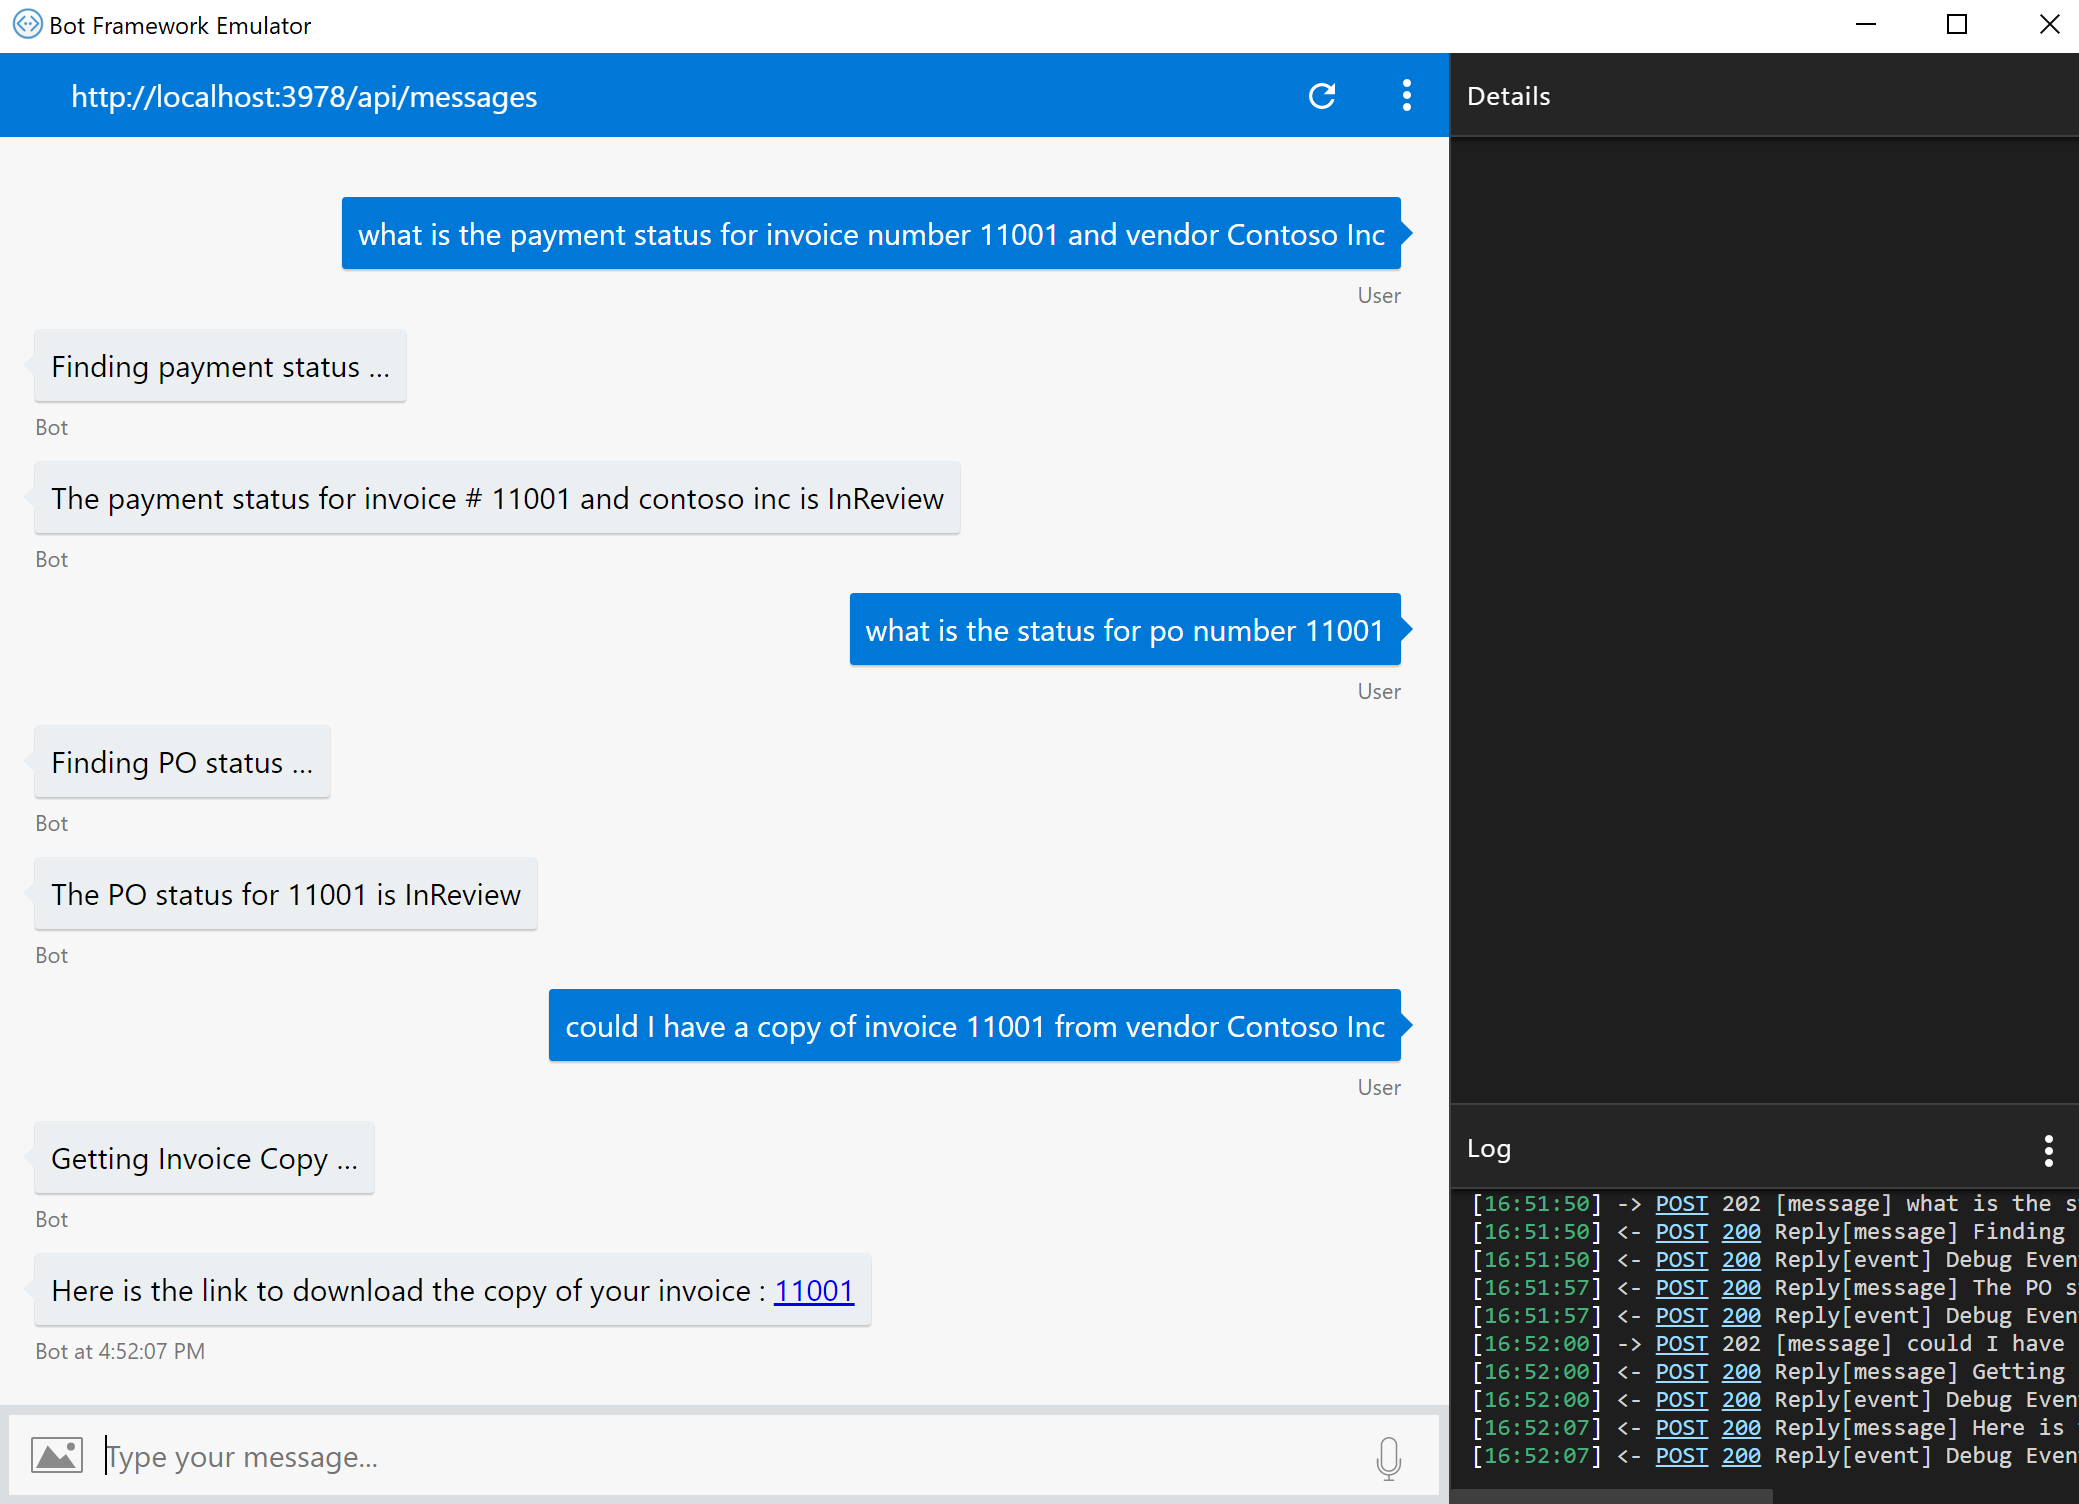 Bot Framework Emulator
http://localhost:3978/api/messages
what is the payment status for invoice number 11001 and vendor Contoso Inc
User
Finding payment status ...
Bot
The payment status for invoice # 11001 and contoso inc is InReview
Bot
what is the status for po number 11001
User
Finding PO status ...
Bot
The PO status for 11001 is InReview
Bot
could I have a copy of invoice 11001 from vendor Contoso Inc
User
Getting Invoice Copy ...
Bot
Here is the link to download the copy of your invoice : 11001
Bot at 4:52:07 PM
Type your message...
Details
Log
[16:51:50] -> POST 202 [message] what is the s
[16:51:50] <- POST 200 Reply[message] Finding
[16:51:50] <- POST 200 Reply[event] Debug Even
[16:51:57] <- POST 200 Reply[message] The PO s
[16:51:57] <- POST 200 Reply[event] Debug Even
[16:52:00] -> POST 202 [message] could I have
[16:52:00] <- POST 200 Reply[message] Getting
[16:52:00] <- POST 200 Reply[event] Debug Even
[16:52:07] <- POST 200 Reply[message] Here is
[16:52:07] <- POST 200 Reply[event] Debug Even